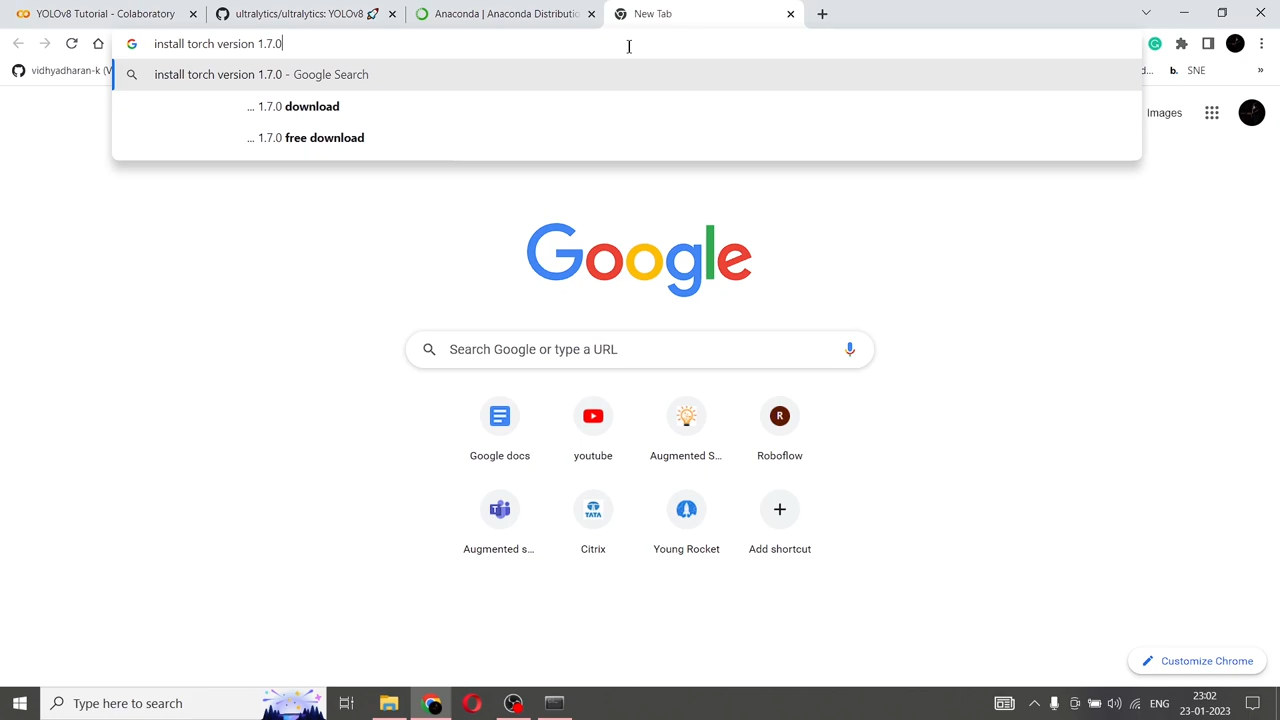 YOLOv8 Tutorial - Colaboratory
ultralytics/ultralytics: YOLOv8 🚀
Anaconda | Anaconda Distributio
New Tab
install torch version 1.7.0
vidhyadharan-k (V
d...
b. SNE
»
install torch version 1.7.0 - Google Search
... 1.7.0 download
... 1.7.0 free download
Images
Google
Search Google or type a URL
R
Google docs
youtube
Augmented S...
Roboflow
TATA
Augmented s...
Citrix
Young Rocket
Add shortcut
Customize Chrome
Type here to search
ENG
23:02
23-01-2023